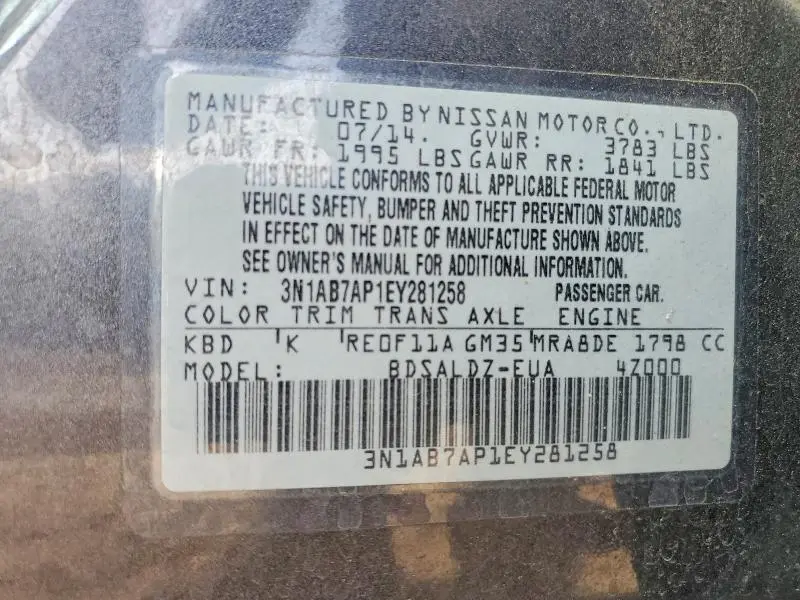 MANUFACTURED BY NISSAN MOTOR CO., LTD.
DATE: 07/14. GVWR: 3783 LBS
GAWR FR: 1995 LBS GAWR RR: 1841 LBS
THIS VEHICLE CONFORMS TO ALL APPLICABLE FEDERAL MOTOR
VEHICLE SAFETY, BUMPER AND THEFT PREVENTION STANDARDS
IN EFFECT ON THE DATE OF MANUFACTURE SHOWN ABOVE.
SEE OWNER'S MANUAL FOR ADDITIONAL INFORMATION.
VIN: 3N1AB7AP1EY281258 PASSENGER CAR.
COLOR TRIM TRANS AXLE ENGINE
KBD K RE0F11A GM35 MRA8DE 1798 CC
MODEL: BDSALDZ-EUA 4Z000
3N1AB7AP1EY281258